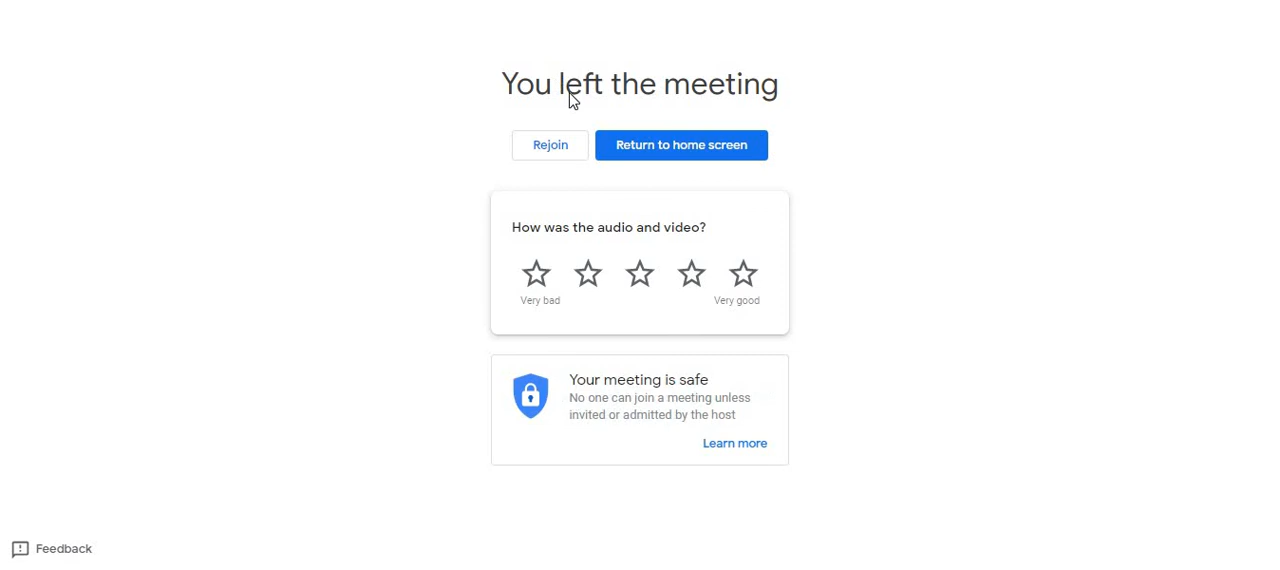 You left the meeting
Rejoin
Return to home screen
How was the audio and video?
Very bad
Very good
Your meeting is safe
No one can join a meeting unless
invited or admitted by the host
Learn more
Feedback